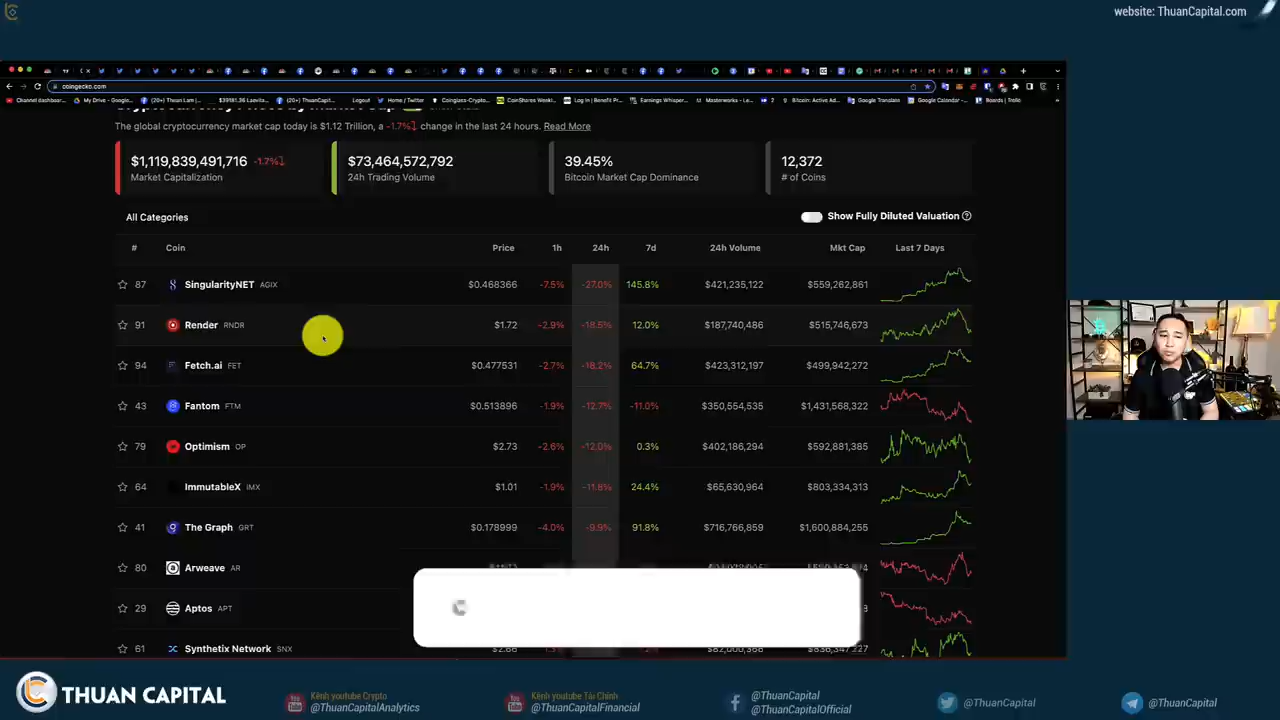 website: ThuanCapital.com
coingecko.com
The global cryptocurrency market cap today is $1.12 Trillion, a -1.7% change in the last 24 hours. Read More
$1,119,839,491,716 -1.7%
Market Capitalization
$73,464,572,792
24h Trading Volume
39.45%
Bitcoin Market Cap Dominance
12,372
# of Coins
All Categories
Show Fully Diluted Valuation
# Coin Price 1h 24h 7d 24h Volume Mkt Cap Last 7 Days
87 SingularityNET AGIX $0.468366 -7.5% -27.0% 145.8% $421,235,122 $559,262,861
91 Render RNDR $1.72 -2.9% -18.5% 12.0% $187,740,486 $515,746,673
94 Fetch.ai FET $0.477531 -2.7% -18.2% 64.7% $423,312,197 $499,942,272
43 Fantom FTM $0.513896 -1.9% -12.7% -11.0% $350,554,535 $1,431,568,322
79 Optimism OP $2.73 -2.6% -12.0% 0.3% $402,186,294 $592,881,385
64 ImmutableX IMX $1.01 -1.9% -11.8% 24.4% $65,630,964 $803,334,313
41 The Graph GRT $0.178999 -4.0% -9.9% 91.8% $716,766,859 $1,600,884,255
80 Arweave AR
29 Aptos APT
61 Synthetix Network SNX
THUAN CAPITAL
Kênh youtube Crypto
@ThuanCapitalAnalytics
Kênh youtube Tài Chính
@ThuanCapitalFinancial
@ThuanCapital
@ThuanCapitalOfficial
@ThuanCapital
@ThuanCapital